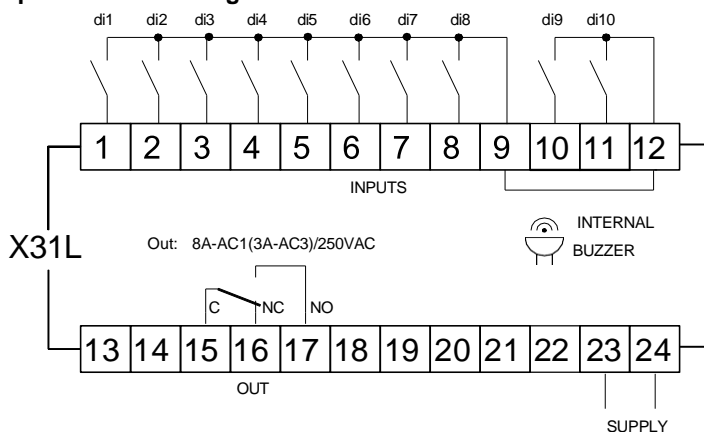 di1 di2 di3 di4 di5 di6 di7 di8 di9 di10
1 2 3 4 5 6 7 8 9 10 11 12
INPUTS
X31L
Out: 8A-AC1(3A-AC3)/250VAC
INTERNAL
BUZZER
C NC NO
13 14 15 16 17 18 19 20 21 22 23 24
OUT
SUPPLY